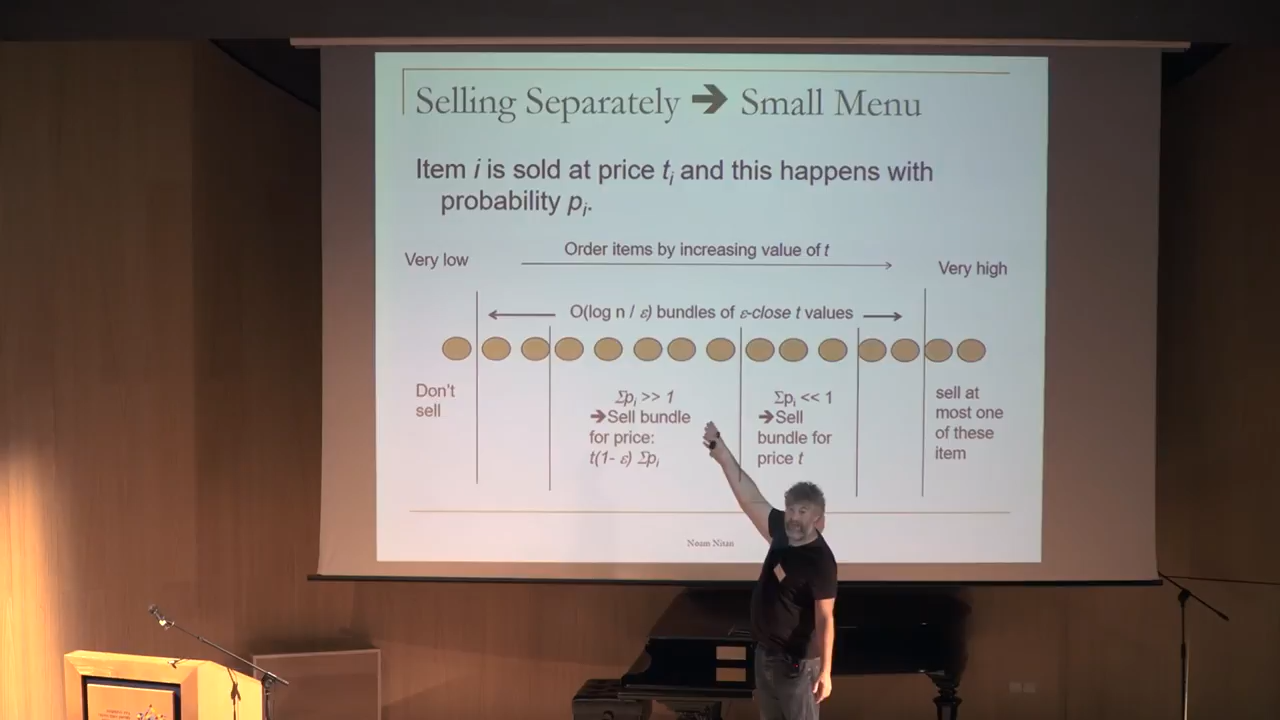 Selling Separately ➔ Small Menu
Item i is sold at price tᵢ and this happens with
probability pᵢ.
Order items by increasing value of t
Very low
Very high
O(log n / ε) bundles of ε-close t values
Don't
sell
Σpᵢ >> 1
➔Sell bundle
for price:
t(1- ε) Σpᵢ
Σpᵢ << 1
➔Sell
bundle for
price t
sell at
most one
of these
item
Noam Nisan